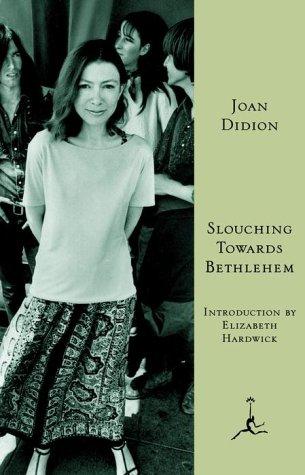 JOAN
DIDION
SLOUCHING
TOWARDS
BETHLEHEM
INTRODUCTION BY
ELIZABETH
HARDWICK